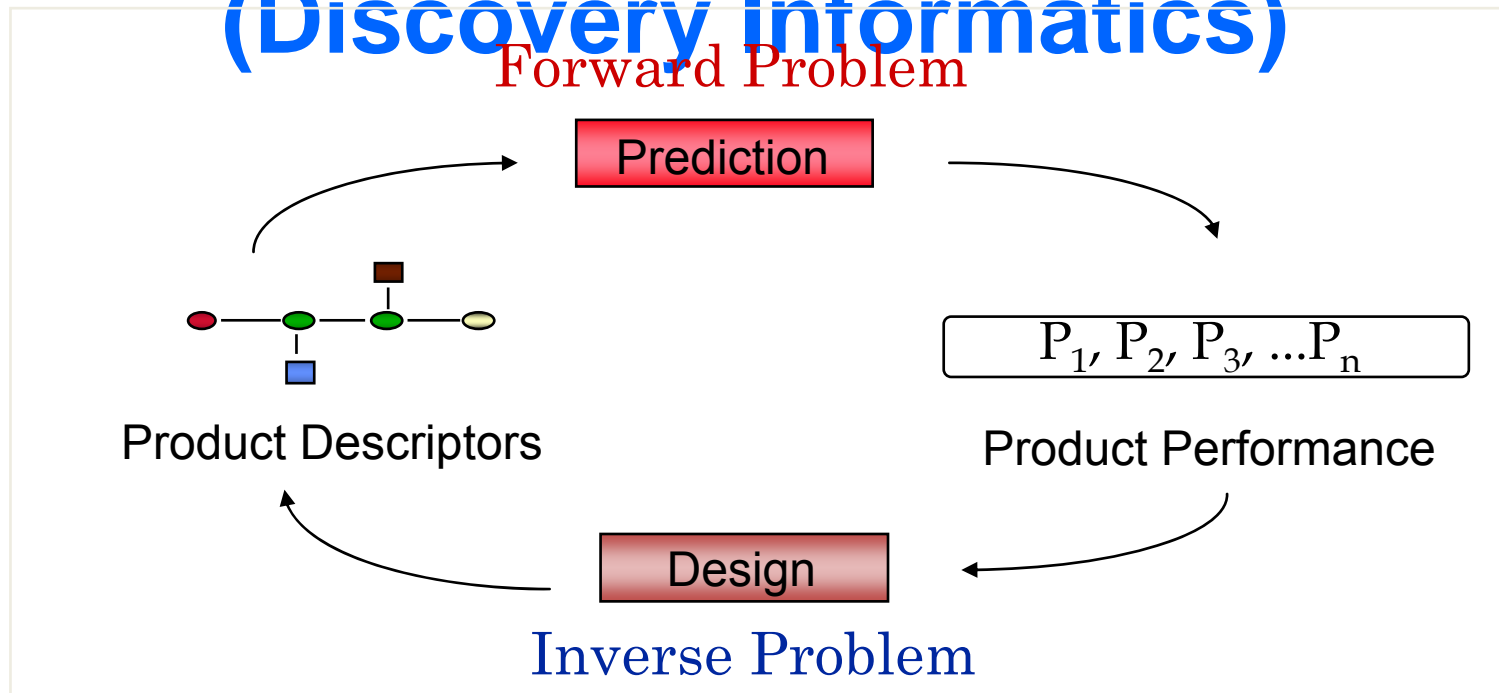 (Discovery Informatics)
Forward Problem
Prediction
P₁, P₂, P₃, ...Pₙ
Product Descriptors
Product Performance
Design
Inverse Problem